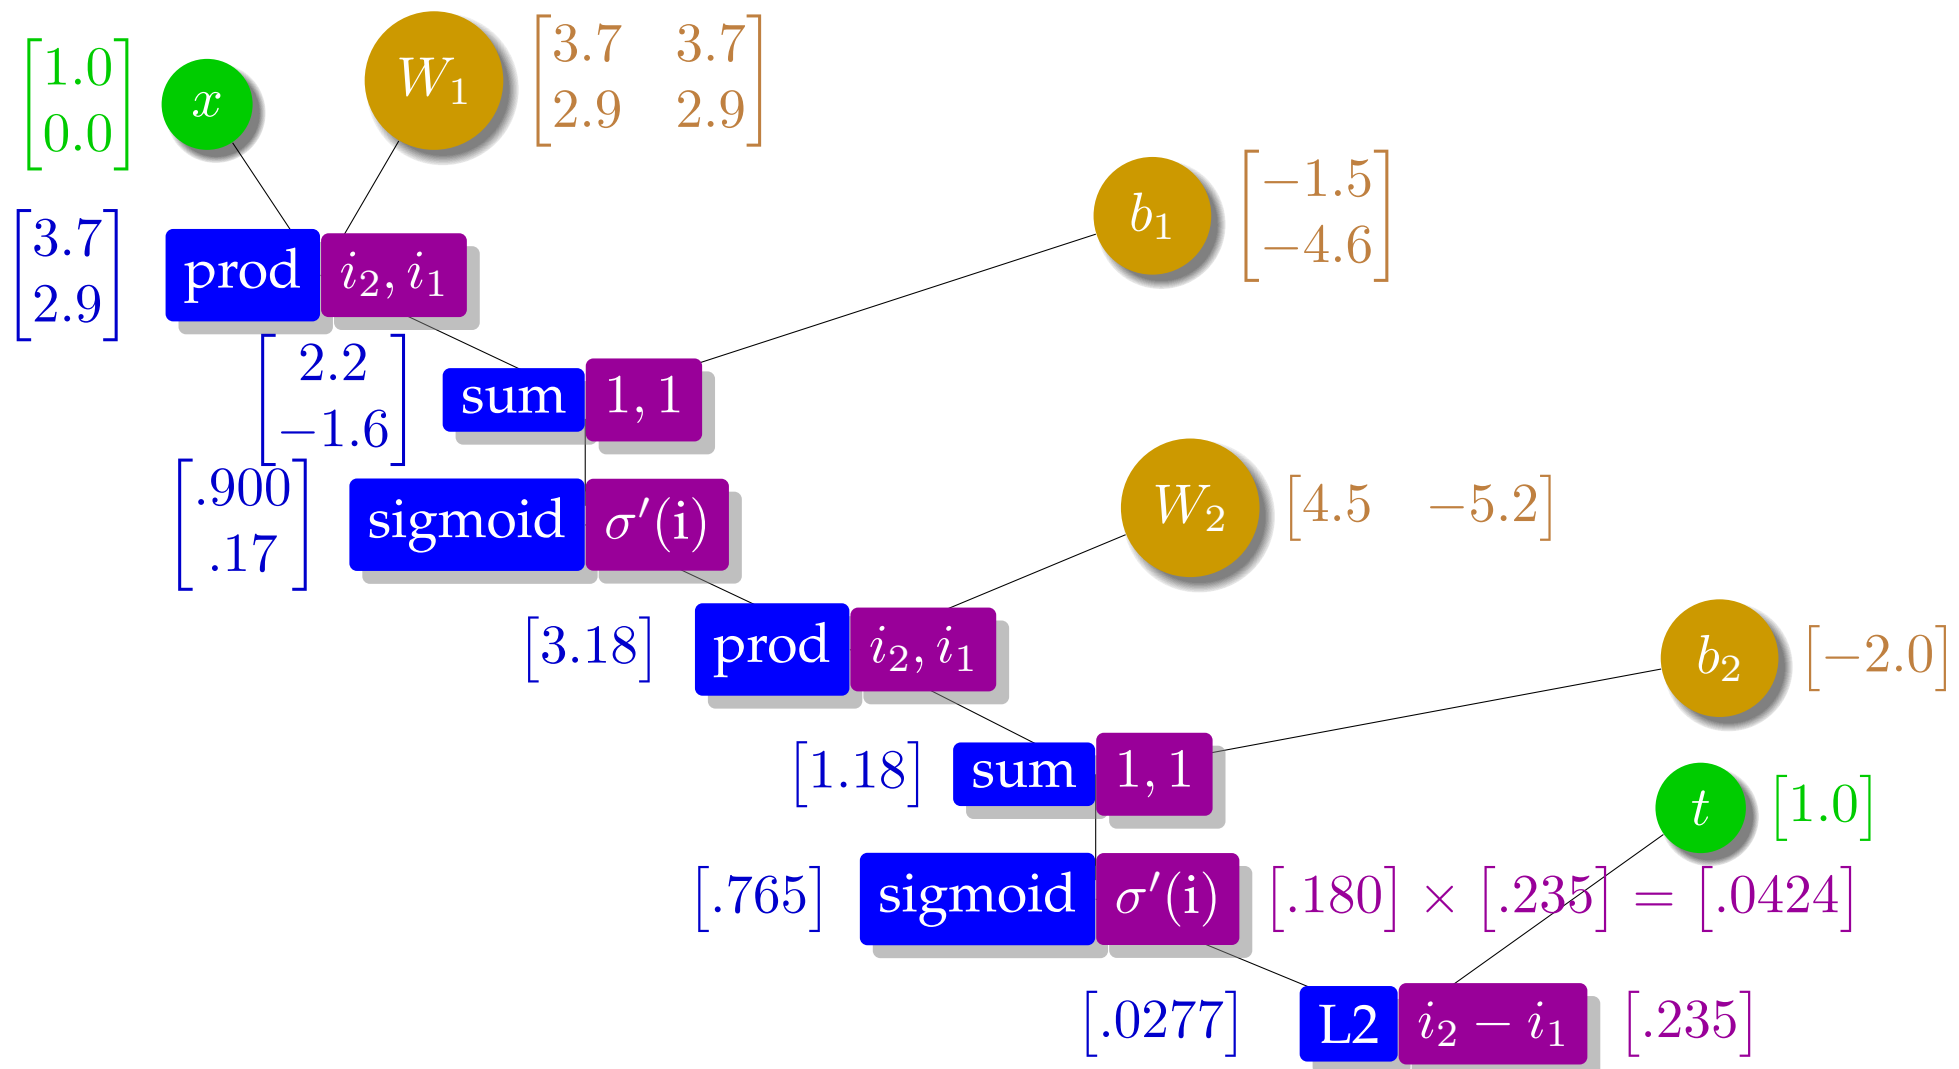 [1.0 0.0] x W₁ [3.7 3.7 2.9 2.9]
[3.7 2.9] prod i₂, i₁ b₁ [−1.5 −4.6]
[2.2 −1.6] sum 1, 1
[.900 .17] sigmoid σ′(i) W₂ [4.5 −5.2]
[3.18] prod i₂, i₁ b₂ [−2.0]
[1.18] sum 1, 1 t [1.0]
[.765] sigmoid σ′(i) [.180] × [.235] = [.0424]
[.0277] L2 i₂ − i₁ [.235]